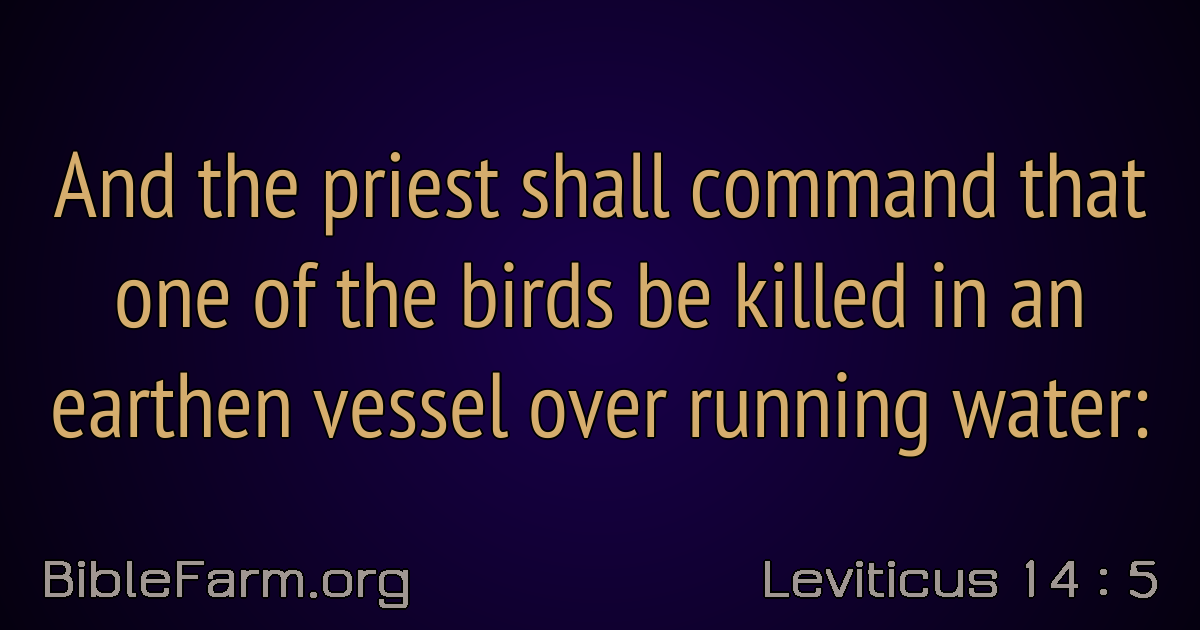 And the priest shall command that
one of the birds be killed in an
earthen vessel over running water:
BibleFarm.org
Leviticus 14 : 5